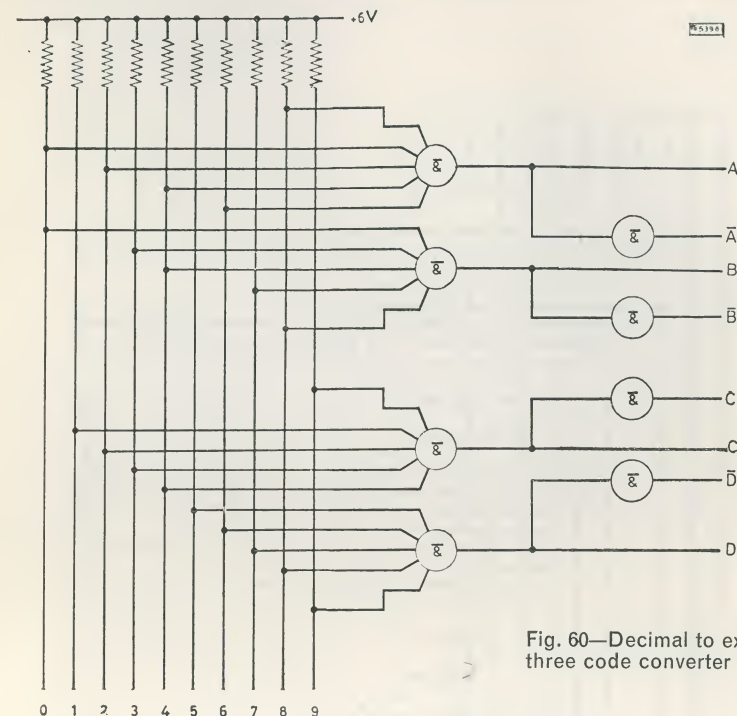 +6V
&̅
A
&̅
A̅
&̅
B
&̅
B̅
&̅
C̅
&̅
C
&̅
D̅
&̅
D
Fig. 60—Decimal to ex
three code converter
0 1 2 3 4 5 6 7 8 9